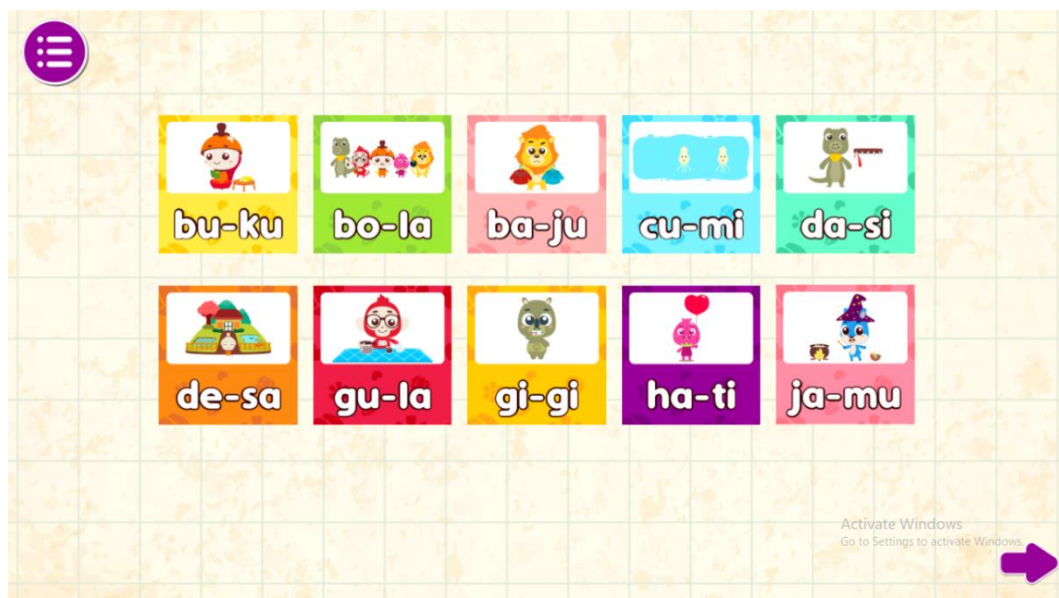 bu-ku bo-la ba-ju cu-mi da-si
de-sa gu-la gi-gi ha-ti ja-mu
Activate Windows
Go to Settings to activate Windows.